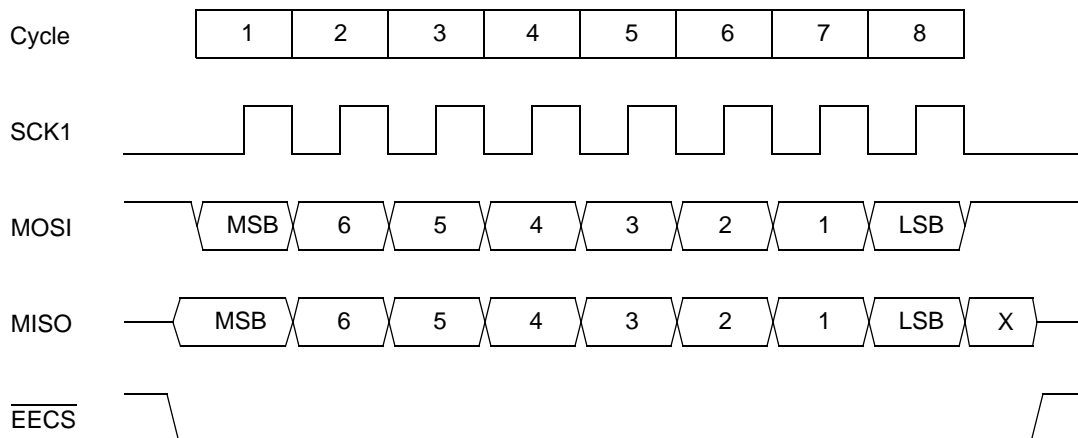 Cycle 1 2 3 4 5 6 7 8
SCK1
MOSI MSB 6 5 4 3 2 1 LSB
MISO MSB 6 5 4 3 2 1 LSB X
EECS